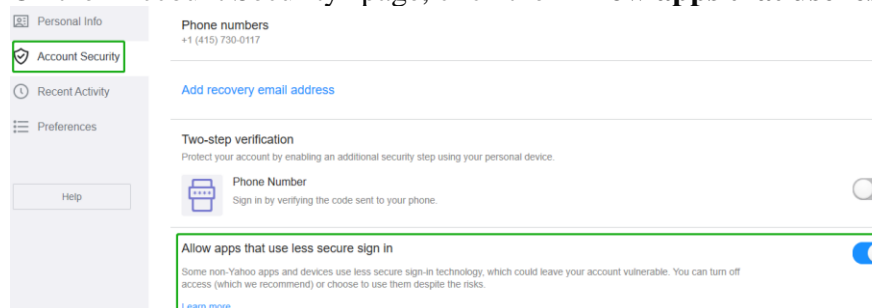 Personal Info
Account Security
Recent Activity
Preferences
Help
Phone numbers
+1 (415) 730-0117
Add recovery email address
Two-step verification
Protect your account by enabling an additional security step using your personal device.
Phone Number
Sign in by verifying the code sent to your phone.
Allow apps that use less secure sign in
Some non-Yahoo apps and devices use less secure sign-in technology, which could leave your account vulnerable. You can turn off
access (which we recommend) or choose to use them despite the risks.
Learn more